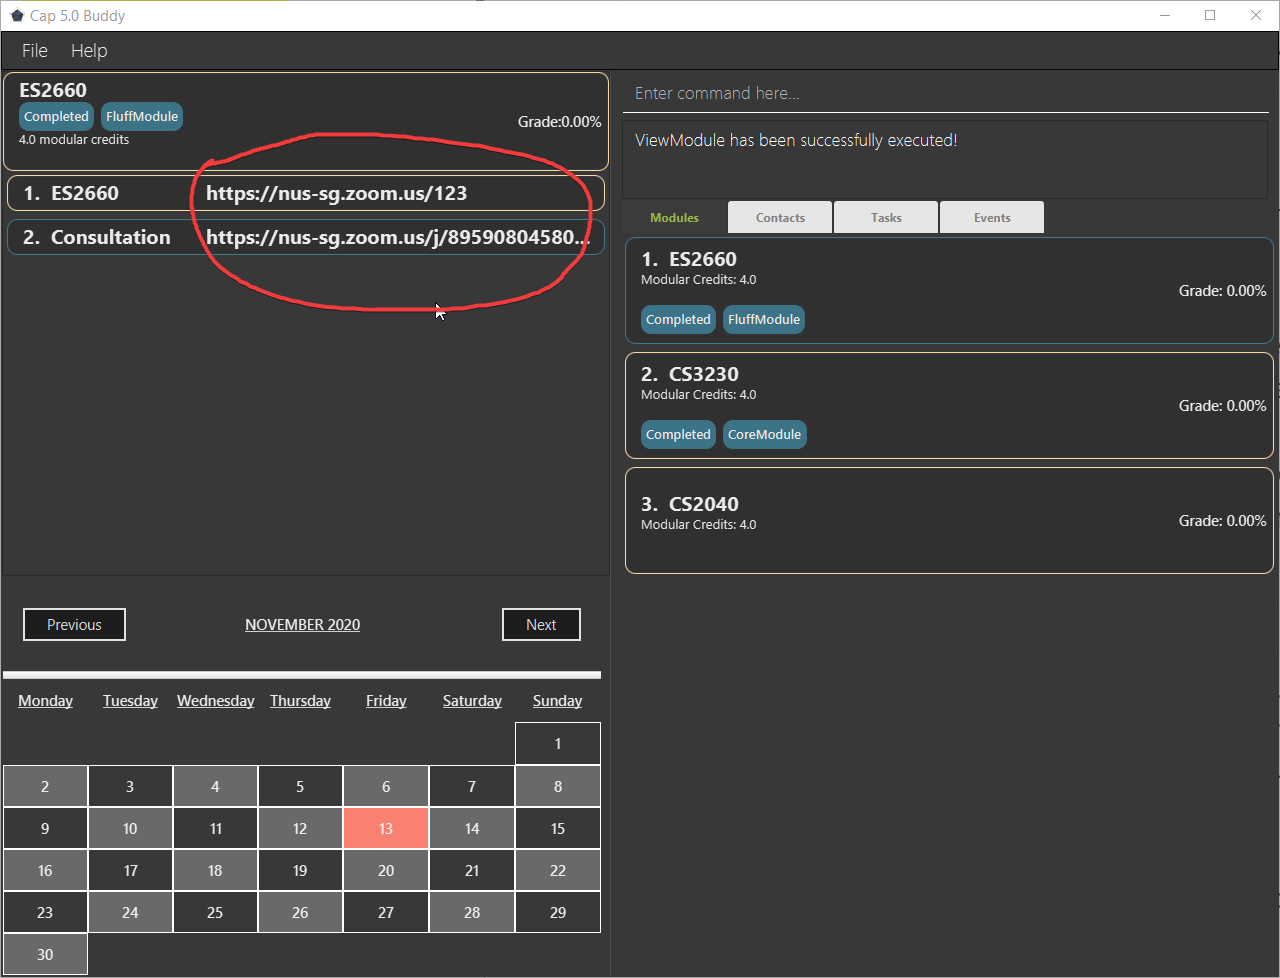 Cap 5.0 Buddy
File Help
ES2660
Completed FluffModule
Grade:0.00%
4.0 modular credits
1. ES2660 https://nus-sg.zoom.us/123
2. Consultation https://nus-sg.zoom.us/j/89590804580...
Previous NOVEMBER 2020 Next
Monday Tuesday Wednesday Thursday Friday Saturday Sunday
1
2 3 4 5 6 7 8
9 10 11 12 13 14 15
16 17 18 19 20 21 22
23 24 25 26 27 28 29
30
Enter command here...
ViewModule has been successfully executed!
Modules Contacts Tasks Events
1. ES2660
Modular Credits: 4.0
Grade: 0.00%
Completed FluffModule
2. CS3230
Modular Credits: 4.0
Grade: 0.00%
Completed CoreModule
3. CS2040
Modular Credits: 4.0
Grade: 0.00%